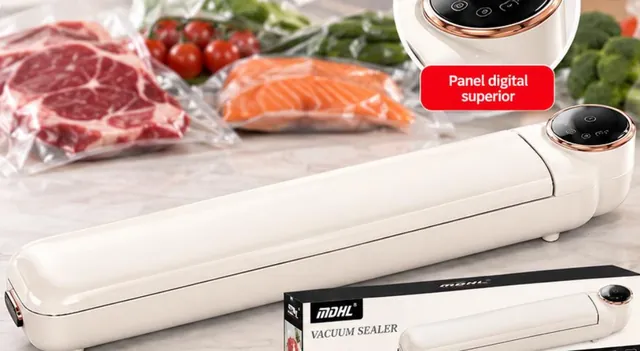 Panel digital
superior
MDHL
MDHL
VACUUM SEALER